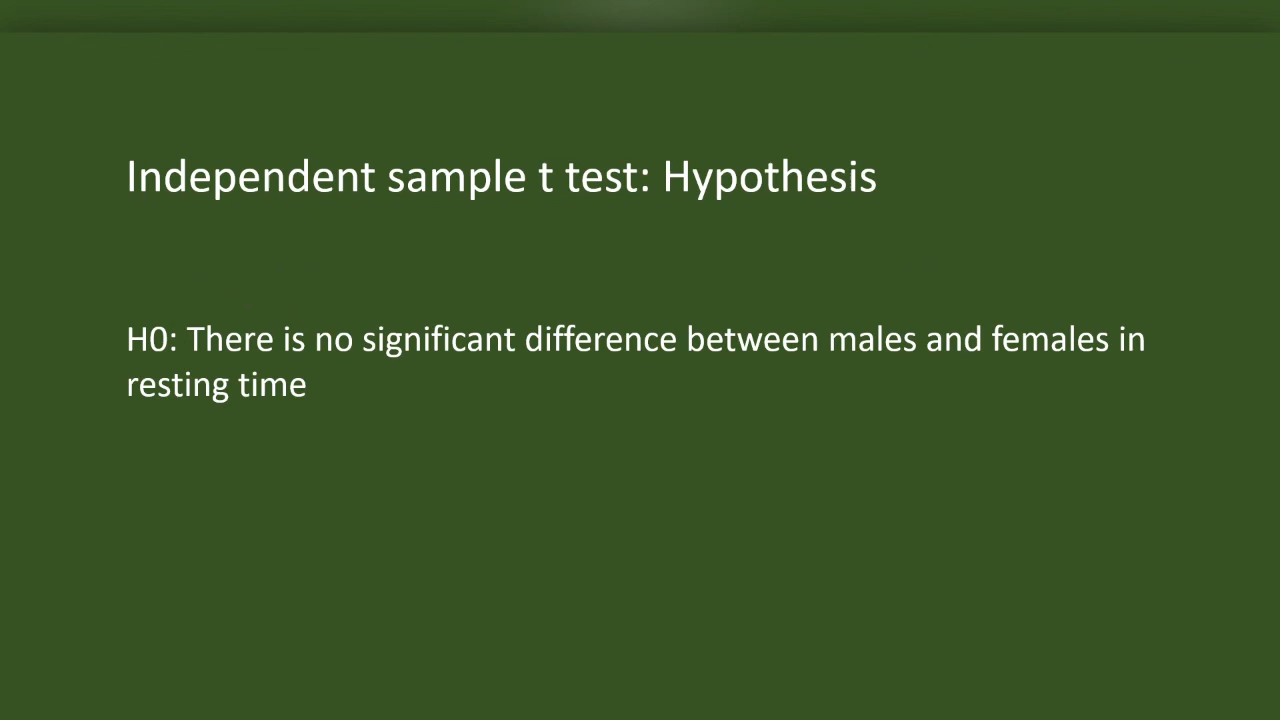 Independent sample t test: Hypothesis
H0: There is no significant difference between males and females in
resting time